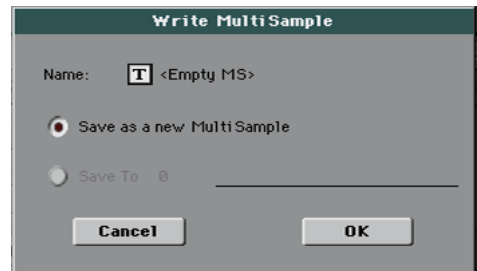 Write MultiSample
Name: T <Empty MS>
Save as a new MultiSample
Save To 0
Cancel OK